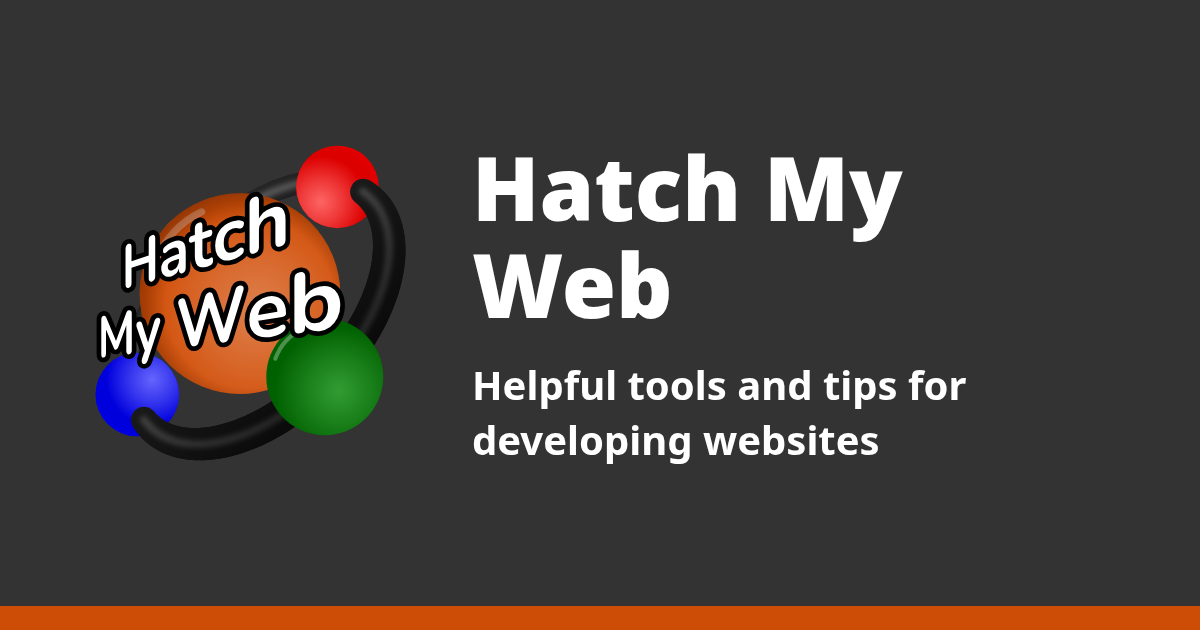 Hatch
My Web
Hatch My
Web
Helpful tools and tips for
developing websites